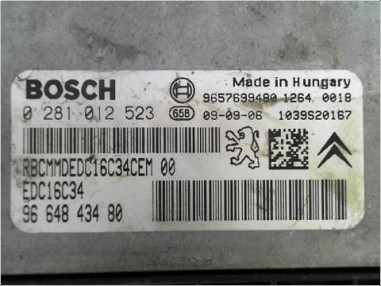 BOSCH
Made in Hungary
9657699480 1264 0018
0 281 012 523
658
09-09-06 1039S20167
RBCMMDEDC16C34CEM 00
EDC16C34
96 648 434 80